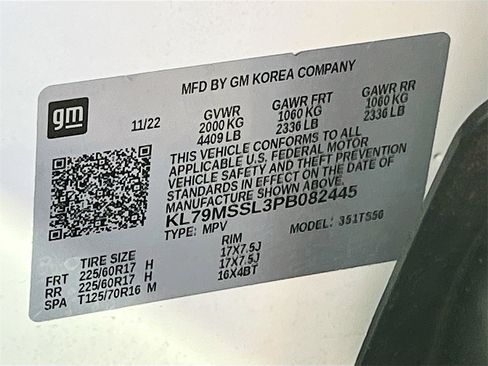 MFD BY GM KOREA COMPANY
gm
11/22
GVWR GAWR FRT GAWR RR
2000 KG 1060 KG 1060 KG
4409 LB 2336 LB 2336 LB
THIS VEHICLE CONFORMS TO ALL
APPLICABLE U.S. FEDERAL MOTOR
VEHICLE SAFETY AND THEFT PREVENTION
STANDARDS IN EFFECT ON THE DATE OF
MANUFACTURE SHOWN ABOVE.
KL79MSSL3PB082445
TYPE: MPV MODEL: 351TS56
TIRE SIZE RIM
FRT 225/60R17 H 17X7.5J
RR 225/60R17 H 17X7.5J
SPA T125/70R16 M 16X4BT